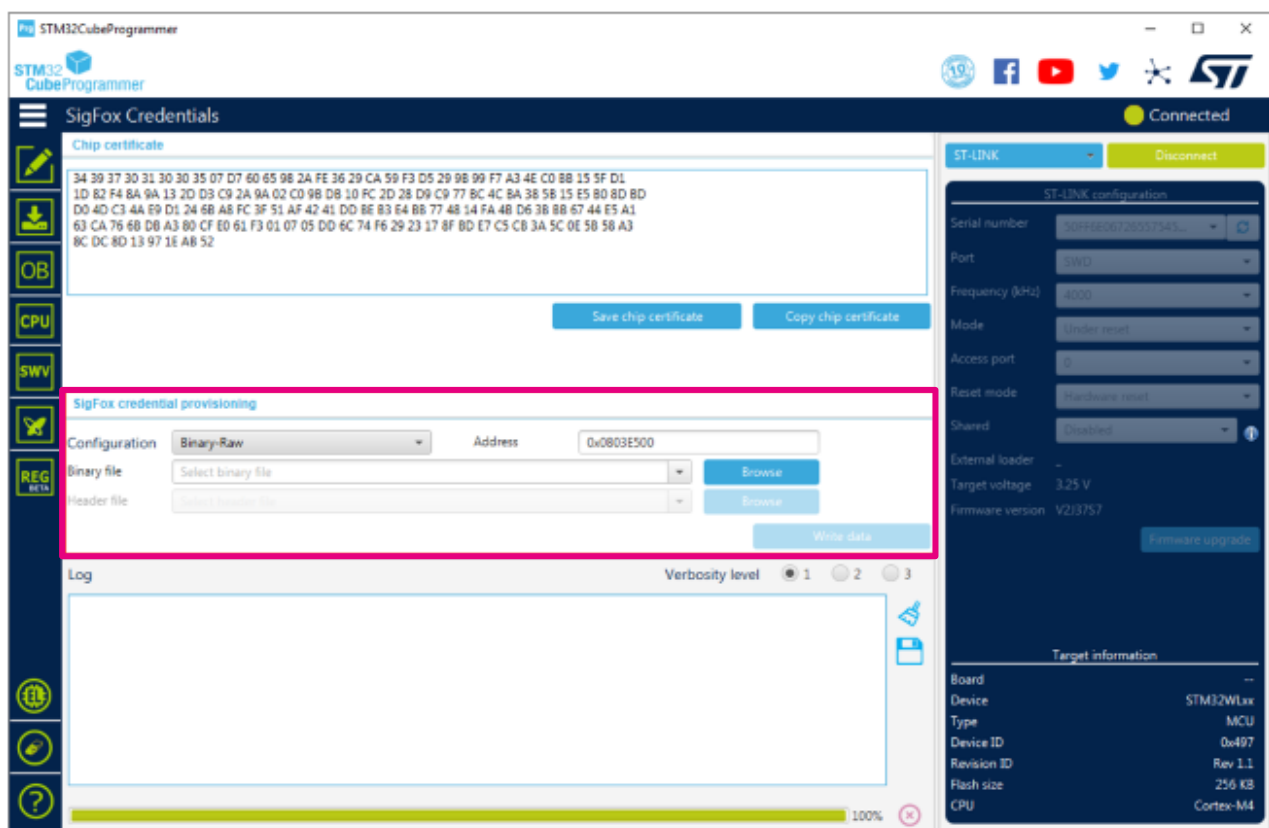 Prg STM32CubeProgrammer
STM32
CubeProgrammer
SigFox Credentials
Connected
Chip certificate
34 39 37 30 31 30 30 35 07 D7 60 65 9B 2A FE 36 29 CA 59 F3 D5 29 9B 99 F7 A3 4E C0 BB 15 5F D1
1D 82 F4 8A 9A 13 2D D3 C9 2A 9A 02 C0 9B DB 10 FC 2D 28 D9 C9 77 BC 4C BA 38 5B 15 E5 B0 8D BD
D0 4D C3 4A E9 D1 24 6B A8 FC 3F 51 AF 42 41 DD BE B3 E4 BB 77 48 14 FA 4B D6 3B BB 67 44 E5 A1
63 CA 76 6B DB A3 80 CF E0 61 F3 01 07 05 DD 6C 74 F6 29 23 17 8F BD E7 C5 CB 3A 5C 0E 5B 58 A3
8C DC 8D 13 97 1E AB 52
Save chip certificate
Copy chip certificate
SigFox credential provisioning
Configuration Binary-Raw Address 0x0803E500
Binary file Select binary file Browse
Header file Select header file Browse
Write data
Log Verbosity level 1 2 3
100%
OB
CPU
SWV
REG
BETA
EL
?
ST-LINK Disconnect
ST-LINK configuration
Serial number 50FF6E06726557545...
Port SWD
Frequency (kHz) 4000
Mode Under reset
Access port 0
Reset mode Hardware reset
Shared Disabled
External loader _
Target voltage 3.25 V
Firmware version V2J37S7
Firmware upgrade
Target information
Board --
Device STM32WLxx
Type MCU
Device ID 0x497
Revision ID Rev 1.1
Flash size 256 KB
CPU Cortex-M4